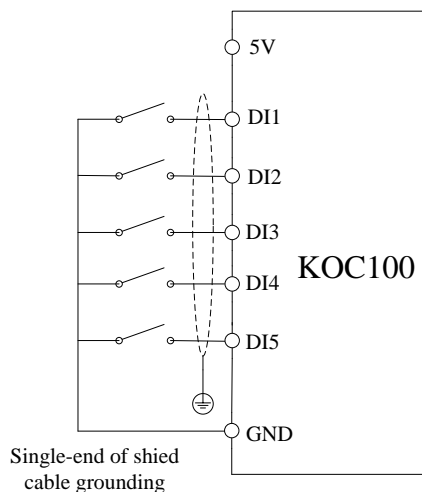 5V
DI1
DI2
DI3
KOC100
DI4
DI5
GND
Single-end of shied
cable grounding